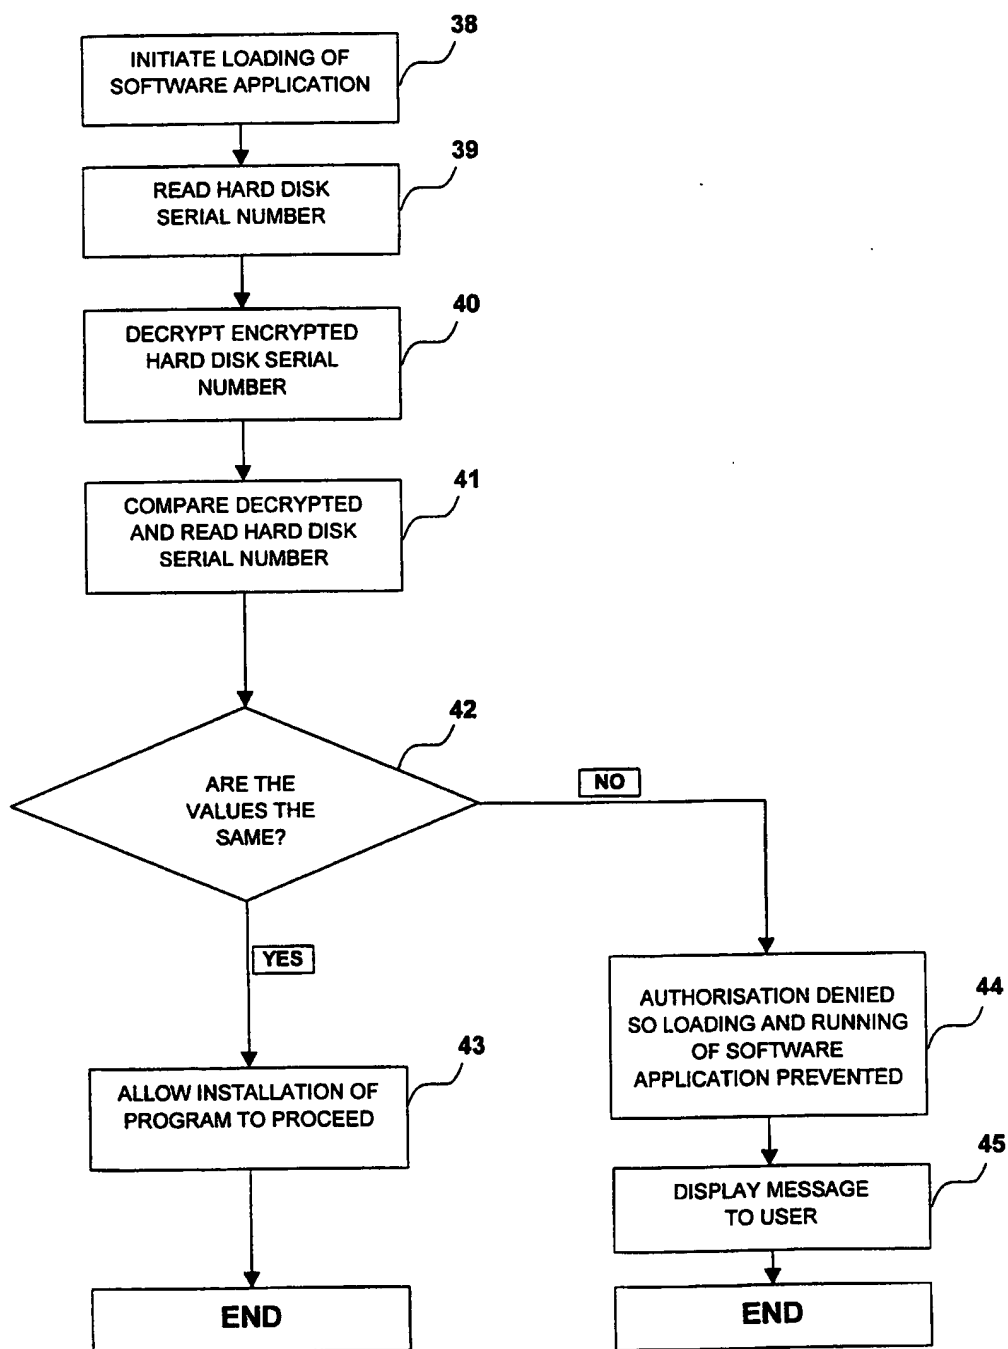 38
INITIATE LOADING OF
SOFTWARE APPLICATION
39
READ HARD DISK
SERIAL NUMBER
40
DECRYPT ENCRYPTED
HARD DISK SERIAL
NUMBER
41
COMPARE DECRYPTED
AND READ HARD DISK
SERIAL NUMBER
42
ARE THE
VALUES THE
SAME?
NO
YES
44
AUTHORISATION DENIED
SO LOADING AND RUNNING
OF SOFTWARE
APPLICATION PREVENTED
43
ALLOW INSTALLATION OF
PROGRAM TO PROCEED
45
DISPLAY MESSAGE
TO USER
END
END